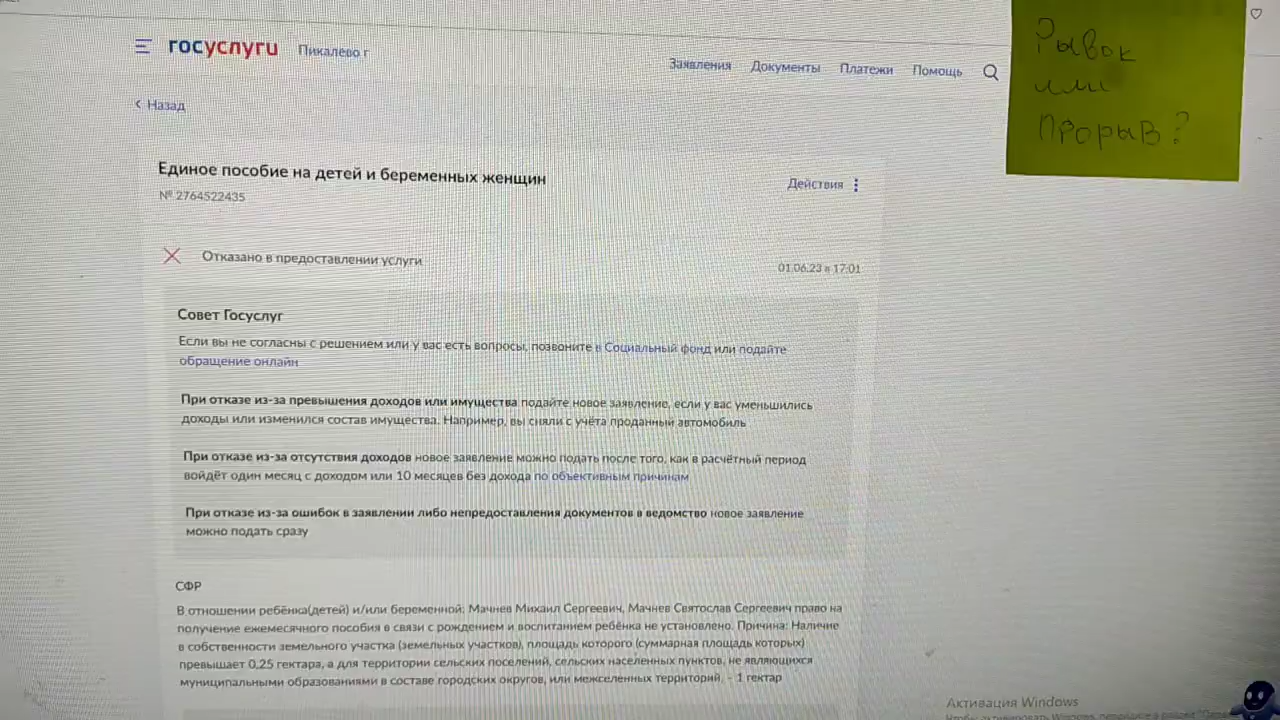 госуслуги Пикалёво г
Заявления Документы Платежи Помощь
Рывок
или
прорыв?
Назад
Единое пособие на детей и беременных женщин
№ 2764522435
Действия
Отказано в предоставлении услуги
01.06.23 в 17:01
Совет Госуслуг
Если вы не согласны с решением или у вас есть вопросы, позвоните в Социальный фонд или подайте
обращение онлайн
При отказе из-за превышения доходов или имущества подайте новое заявление, если у вас уменьшились
доходы или изменился состав имущества. Например, вы сняли с учёта проданный автомобиль
При отказе из-за отсутствия доходов новое заявление можно подать после того, как в расчётный период
войдёт один месяц с доходом или 10 месяцев без дохода по объективным причинам
При отказе из-за ошибок в заявлении либо непредоставления документов в ведомство новое заявление
можно подать сразу
СФР
В отношении ребёнка(детей) и/или беременной: Мачнев Михаил Сергеевич, Мачнев Святослав Сергеевич право на
получение ежемесячного пособия в связи с рождением и воспитанием ребёнка не установлено. Причина: Наличие
в собственности земельного участка (земельных участков), площадь которого (суммарная площадь которых)
превышает 0,25 гектара, а для территории сельских поселений, сельских населенных пунктов, не являющихся
муниципальными образованиями в составе городских округов, или межселенных территорий, - 1 гектар
Активация Windows
Чтобы активировать Windows, перейдите в раздел